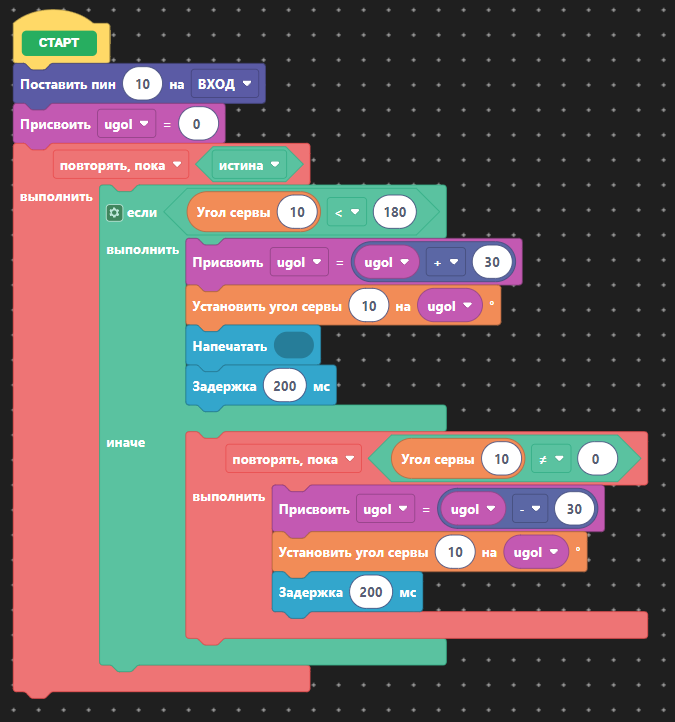 СТАРТ
Поставить пин 10 на ВХОД
Присвоить ugol = 0
повторять, пока истина
выполнить
если Угол сервы 10 < 180
выполнить
Присвоить ugol = ugol + 30
Установить угол сервы 10 на ugol °
Напечатать
Задержка 200 мс
иначе
повторять, пока Угол сервы 10 ≠ 0
выполнить
Присвоить ugol = ugol - 30
Установить угол сервы 10 на ugol °
Задержка 200 мс